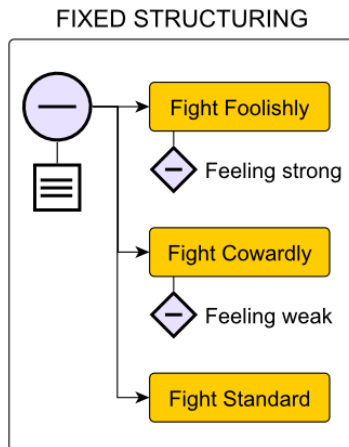 FIXED STRUCTURING
Fight Foolishly
Feeling strong
Fight Cowardly
Feeling weak
Fight Standard